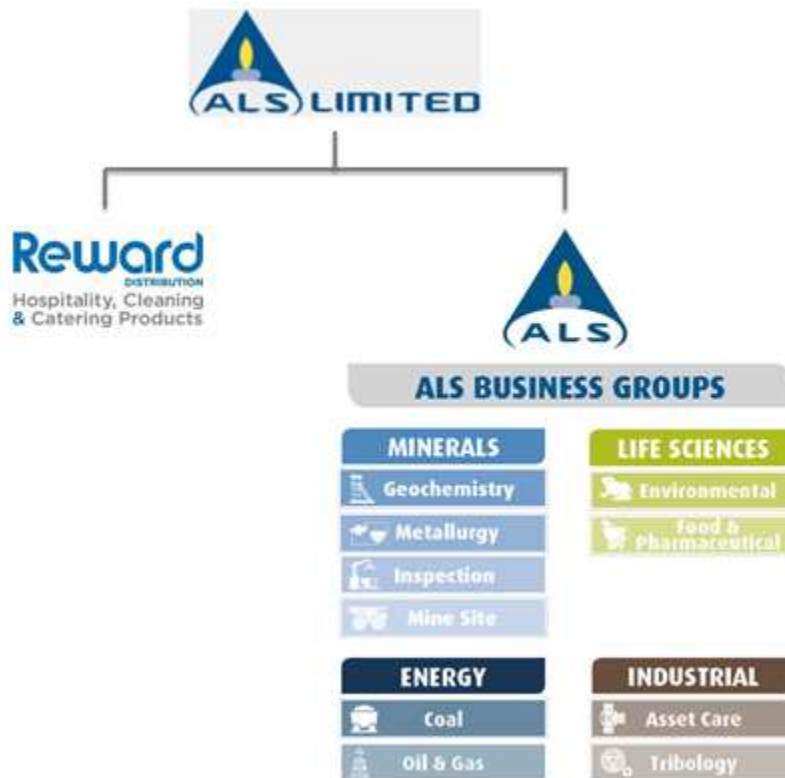 (ALS) LIMITED
Reward
DISTRIBUTION
Hospitality, Cleaning
& Catering Products
(ALS)
ALS BUSINESS GROUPS
MINERALS
Geochemistry
Metallurgy
Inspection
Mine Site
LIFE SCIENCES
Environmental
Food &
Pharmaceutical
ENERGY
Coal
Oil & Gas
INDUSTRIAL
Asset Care
Tribology